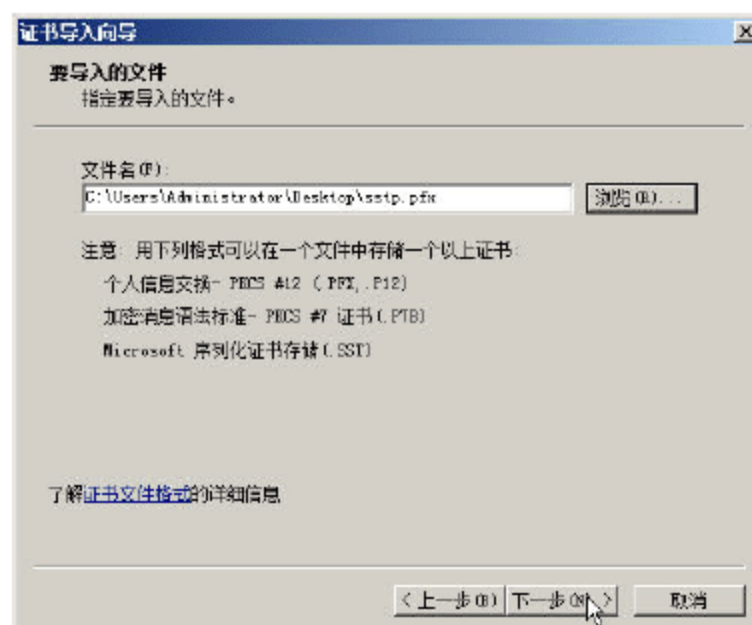 证书导入向导
要导入的文件
指定要导入的文件。
文件名(F):
C:\Users\Administrator\Desktop\sstp.pfx
浏览(R)...
注意: 用下列格式可以在一个文件中存储一个以上证书:
个人信息交换- PKCS #12 (.PFX,.P12)
加密消息语法标准- PKCS #7 证书(.P7B)
Microsoft 序列化证书存储(.SST)
了解证书文件格式的详细信息
< 上一步(B) 下一步(N) > 取消